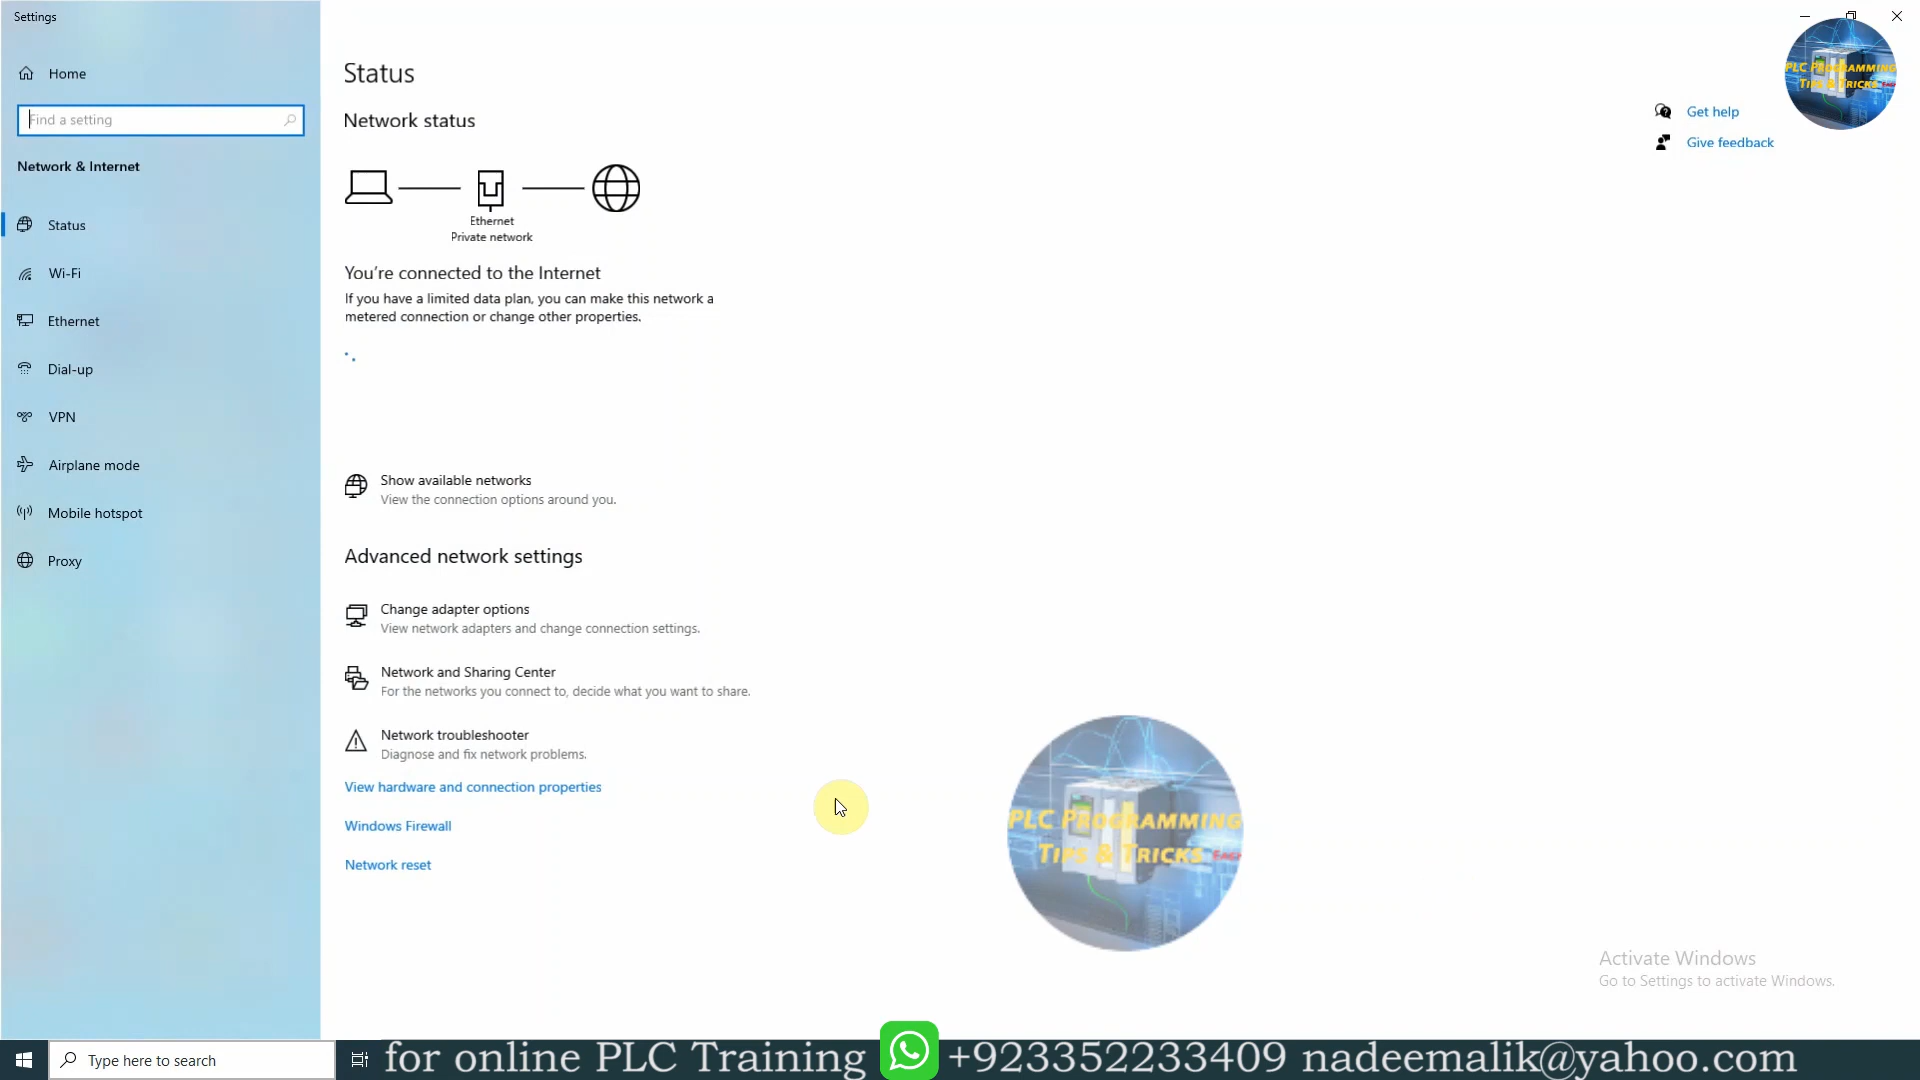 Settings
Home
Find a setting
Network & Internet
Status
Wi-Fi
Ethernet
Dial-up
VPN
Airplane mode
Mobile hotspot
Proxy
Status
Network status
Ethernet
Private network
You're connected to the Internet
If you have a limited data plan, you can make this network a
metered connection or change other properties.
Show available networks
View the connection options around you.
Advanced network settings
Change adapter options
View network adapters and change connection settings.
Network and Sharing Center
For the networks you connect to, decide what you want to share.
Network troubleshooter
Diagnose and fix network problems.
View hardware and connection properties
Windows Firewall
Network reset
Get help
Give feedback
PLC Programming
Tips & Tricks
PLC Programming
Tips & Tricks Easy
Activate Windows
Go to Settings to activate Windows.
Type here to search
for online PLC Training +923352233409 nadeemalik@yahoo.com